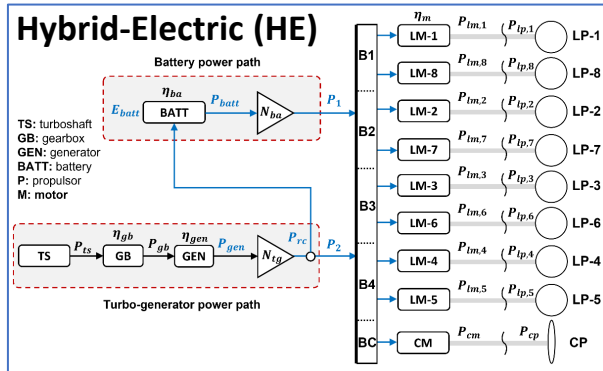 Hybrid-Electric (HE)
Battery power path
η_ba
E_batt
BATT
P_batt
N_ba
P_1
TS: turboshaft
GB: gearbox
GEN: generator
BATT: battery
P: propulsor
M: motor
η_gb
η_gen
P_rc
TS
P_ts
GB
P_gb
GEN
P_gen
N_tg
P_2
Turbo-generator power path
B1
B2
B3
B4
BC
η_m
LM-1
P_lm,1
P_lp,1
LP-1
LM-8
P_lm,8
P_lp,8
LP-8
LM-2
P_lm,2
P_lp,2
LP-2
LM-7
P_lm,7
P_lp,7
LP-7
LM-3
P_lm,3
P_lp,3
LP-3
LM-6
P_lm,6
P_lp,6
LP-6
LM-4
P_lm,4
P_lp,4
LP-4
LM-5
P_lm,5
P_lp,5
LP-5
CM
P_cm
P_cp
CP